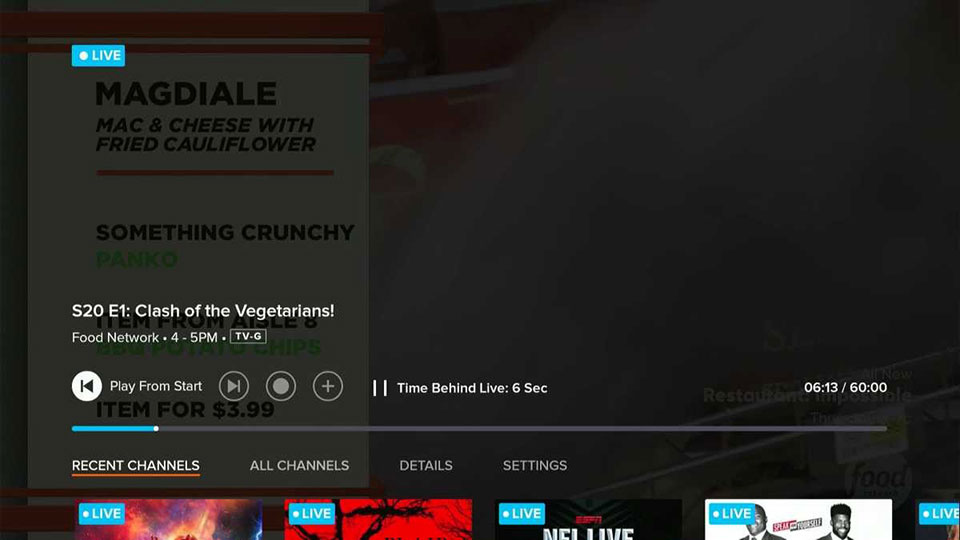 LIVE
MAGDIALE
MAC & CHEESE WITH
FRIED CAULIFLOWER
SOMETHING CRUNCHY
PANKO
S20 E1: Clash of the Vegetarians!
ITEM FROM AISLE 8
Food Network • 4 - 5PM • TV-G
BBQ POTATO CHIPS
Play From Start
Time Behind Live: 6 Sec
06:13 / 60:00
All New
Restaurant: Impossible
ITEM FOR $3.99
RECENT CHANNELS
ALL CHANNELS
DETAILS
SETTINGS
food
LIVE
LIVE
LIVE
ESPN
NFL LIVE
LIVE
SPEAK FOR YOURSELF
LIVE